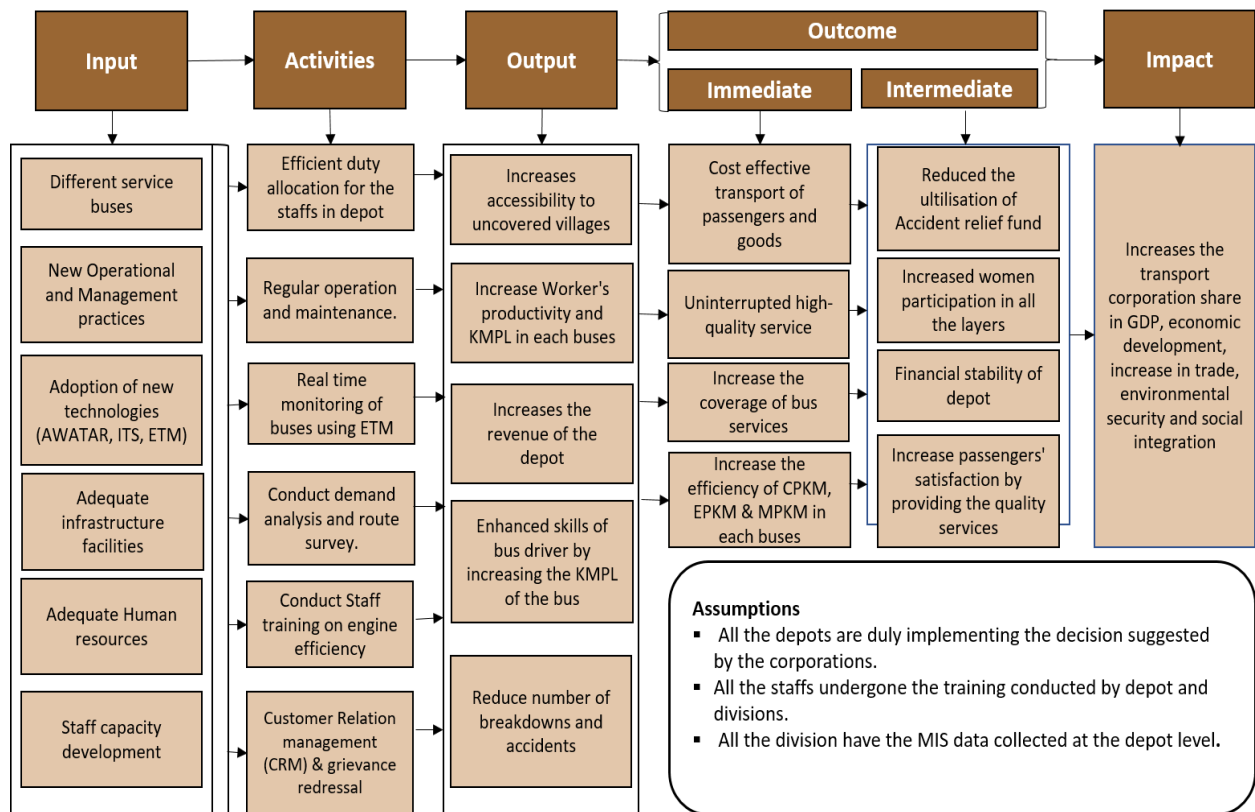 Input
Activities
Output
Outcome
Immediate
Intermediate
Impact
Different service
buses
New Operational
and Management
practices
Adoption of new
technologies
(AWATAR, ITS, ETM)
Adequate
infrastructure
facilities
Adequate Human
resources
Staff capacity
development
Efficient duty
allocation for the
staffs in depot
Regular operation
and maintenance.
Real time
monitoring of
buses using ETM
Conduct demand
analysis and route
survey.
Conduct Staff
training on engine
efficiency
Customer Relation
management
(CRM) & grievance
redressal
Increases
accessibility to
uncovered villages
Increase Worker's
productivity and
KMPL in each buses
Increases the
revenue of the
depot
Enhanced skills of
bus driver by
increasing the KMPL
of the bus
Reduce number of
breakdowns and
accidents
Cost effective
transport of
passengers and
goods
Uninterrupted high-
quality service
Increase the
coverage of bus
services
Increase the
efficiency of CPKM,
EPKM & MPKM in
each buses
Reduced the
ultilisation of
Accident relief fund
Increased women
participation in all
the layers
Financial stability of
depot
Increase passengers'
satisfaction by
providing the quality
services
Increases the
transport
corporation share
in GDP, economic
development,
increase in trade,
environmental
security and social
integration
Assumptions
▪ All the depots are duly implementing the decision suggested
by the corporations.
▪ All the staffs undergone the training conducted by depot and
divisions.
▪ All the division have the MIS data collected at the depot level.